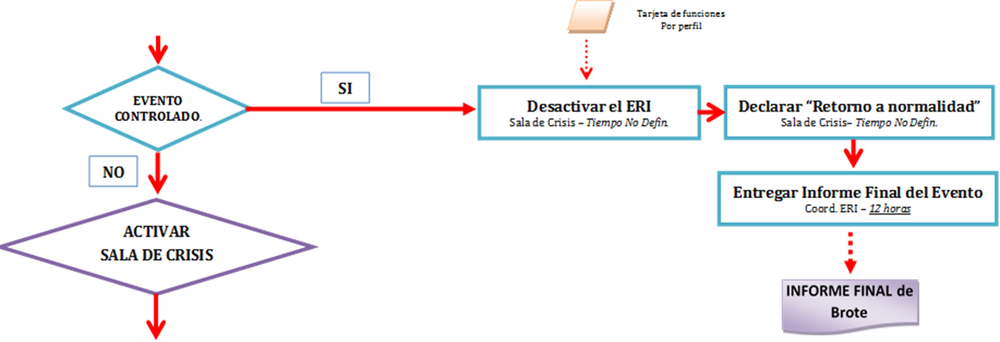 Tarjeta de funciones
Por perfil
EVENTO
CONTROLADO.
SI
Desactivar el ERI
Sala de Crisis – Tiempo No Defin.
Declarar “Retorno a normalidad”
Sala de Crisis– Tiempo No Defin.
NO
Entregar Informe Final del Evento
Coord. ERI – 12 horas
ACTIVAR
SALA DE CRISIS
INFORME FINAL de
Brote